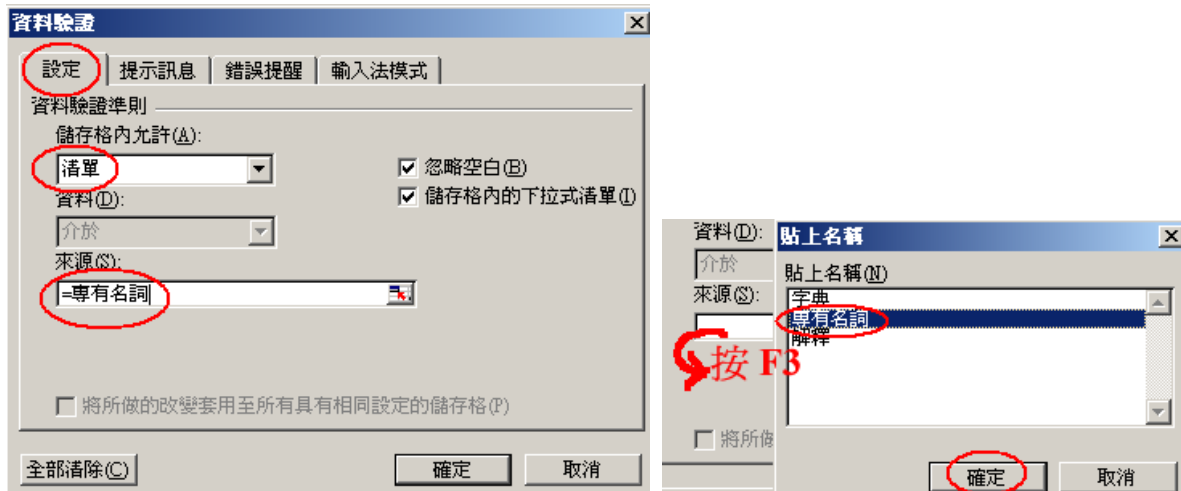 資料驗證
設定 提示訊息 錯誤提醒 輸入法模式
資料驗證準則
儲存格內允許(A):
清單
忽略空白(B)
資料(D):
儲存格內的下拉式清單(I)
介於
來源(S):
=專有名詞
將所做的改變套用至所有具有相同設定的儲存格(P)
全部清除(C) 確定 取消
資料(D):
介於
來源(S):
按 F3
將所做
貼上名稱
貼上名稱(N)
字典
專有名詞
解釋
確定 取消